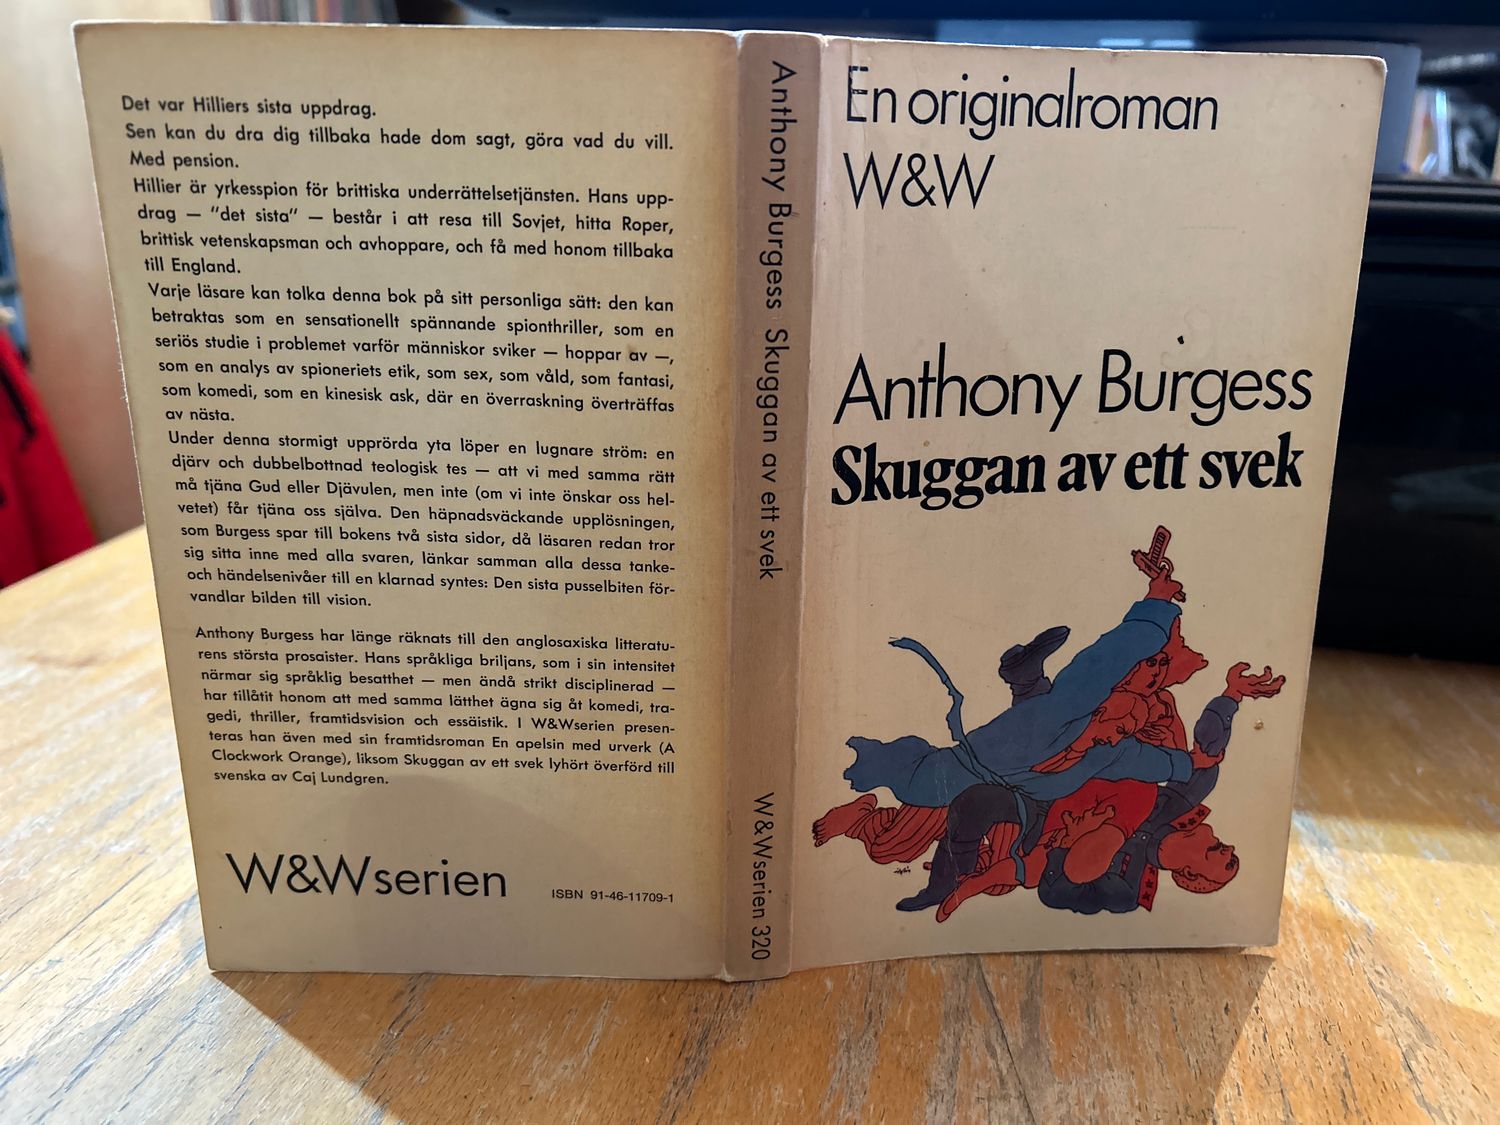 Det var Hilliers sista uppdrag.
Sen kan du dra dig tillbaka hade dom sagt, göra vad du vill.
Med pension.
Hillier är yrkesspion för brittiska underrättelsetjänsten. Hans upp-
drag — "det sista" — består i att resa till Sovjet, hitta Roper,
brittisk vetenskapsman och avhoppare, och få med honom tillbaka
till England.
Varje läsare kan tolka denna bok på sitt personliga sätt: den kan
betraktas som en sensationellt spännande spionthriller, som en
seriös studie i problemet varför människor sviker — hoppar av —,
som en analys av spioneriets etik, som sex, som våld, som fantasi,
som komedi, som en kinesisk ask, där en överraskning överträffas
av nästa.
Under denna stormigt upprörda yta löper en lugnare ström: en
djärv och dubbelbottnad teologisk tes — att vi med samma rätt
må tjäna Gud eller Djävulen, men inte (om vi inte önskar oss hel-
vetet) får tjäna oss själva. Den häpnadsväckande upplösningen,
som Burgess spar till bokens två sista sidor, då läsaren redan tror
sig sitta inne med alla svaren, länkar samman alla dessa tanke-
och händelsenivåer till en klarnad syntes: Den sista pusselbiten för-
vandlar bilden till vision.
Anthony Burgess har länge räknats till den anglosaxiska litteratu-
rens största prosaister. Hans språkliga briljans, som i sin intensitet
närmar sig språklig besatthet — men ändå strikt disciplinerad —
har tillåtit honom att med samma lätthet ägna sig åt komedi, tra-
gedi, thriller, framtidsvision och essäistik. I W&Wserien presen-
teras han även med sin framtidsroman En apelsin med urverk (A
Clockwork Orange), liksom Skuggan av ett svek lyhört överförd till
svenska av Caj Lundgren.
W&Wserien
ISBN 91-46-11709-1
Anthony Burgess Skuggan av ett svek
W&Wserien 320
En originalroman
W&W
Anthony Burgess
Skuggan av ett svek